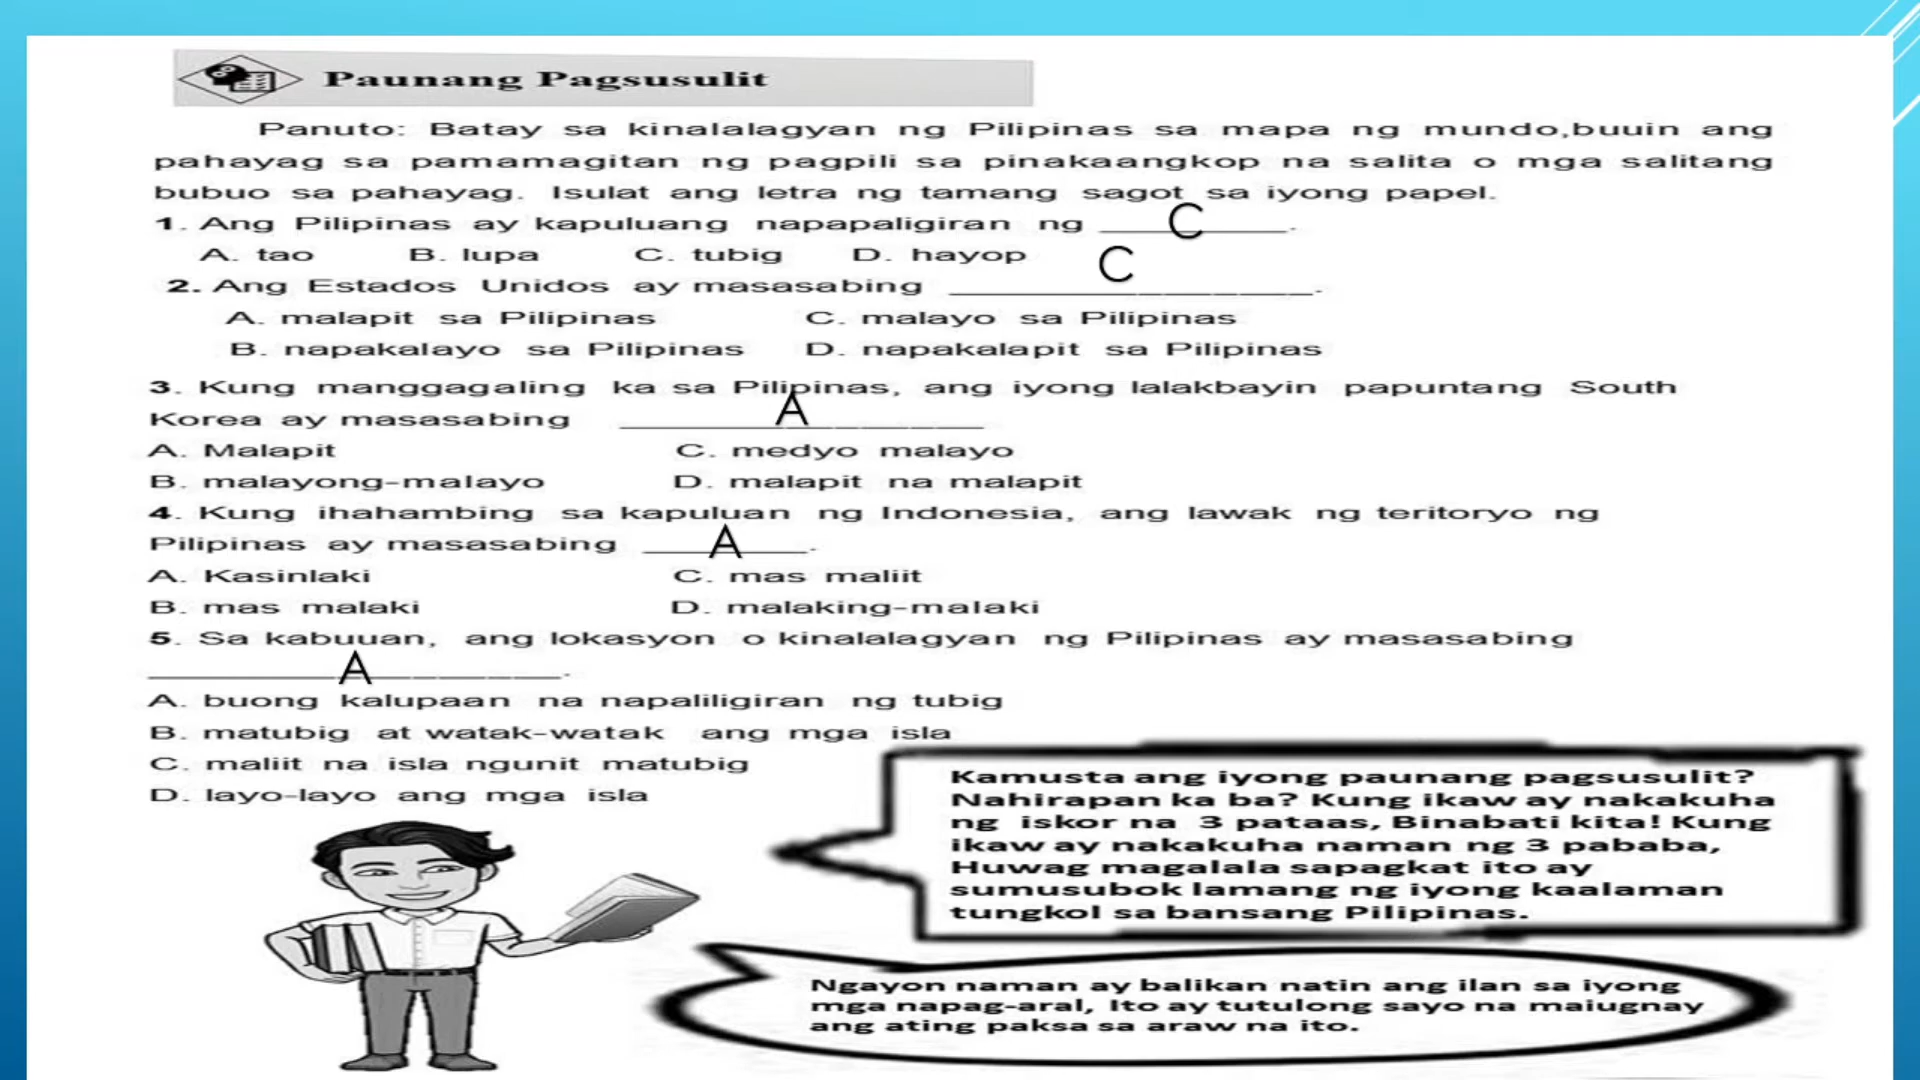 Paunang Pagsusulit
Panuto: Batay sa kinalalagyan ng Pilipinas sa mapa ng mundo,buuin ang
pahayag sa pamamagitan ng pagpili sa pinakaangkop na salita o mga salitang
bubuo sa pahayag. Isulat ang letra ng tamang sagot sa iyong papel.
1. Ang Pilipinas ay kapuluang napapaligiran ng ____C____.
A. tao B. lupa C. tubig D. hayop
C
2. Ang Estados Unidos ay masasabing ________________.
A. malapit sa Pilipinas C. malayo sa Pilipinas
B. napakalayo sa Pilipinas D. napakalapit sa Pilipinas
3. Kung manggagaling ka sa Pilipinas, ang iyong lalakbayin papuntang South
Korea ay masasabing ________A________
A. Malapit C. medyo malayo
B. malayong-malayo D. malapit na malapit
4. Kung ihahambing sa kapuluan ng Indonesia, ang lawak ng teritoryo ng
Pilipinas ay masasabing ____A____.
A. Kasinlaki C. mas maliit
B. mas malaki D. malaking-malaki
5. Sa kabuuan, ang lokasyon o kinalalagyan ng Pilipinas ay masasabing
________A________.
A. buong kalupaan na napaliligiran ng tubig
B. matubig at watak-watak ang mga isla
C. maliit na isla ngunit matubig
D. layo-layo ang mga isla
Kamusta ang iyong paunang pagsusulit?
Nahirapan ka ba? Kung ikaw ay nakakuha
ng iskor na 3 pataas, Binabati kita! Kung
ikaw ay nakakuha naman ng 3 pababa,
Huwag magalala sapagkat ito ay
sumusubok lamang ng iyong kaalaman
tungkol sa bansang Pilipinas.
Ngayon naman ay balikan natin ang ilan sa iyong
mga napag-aral, Ito ay tutulong sayo na maiugnay
ang ating paksa sa araw na ito.